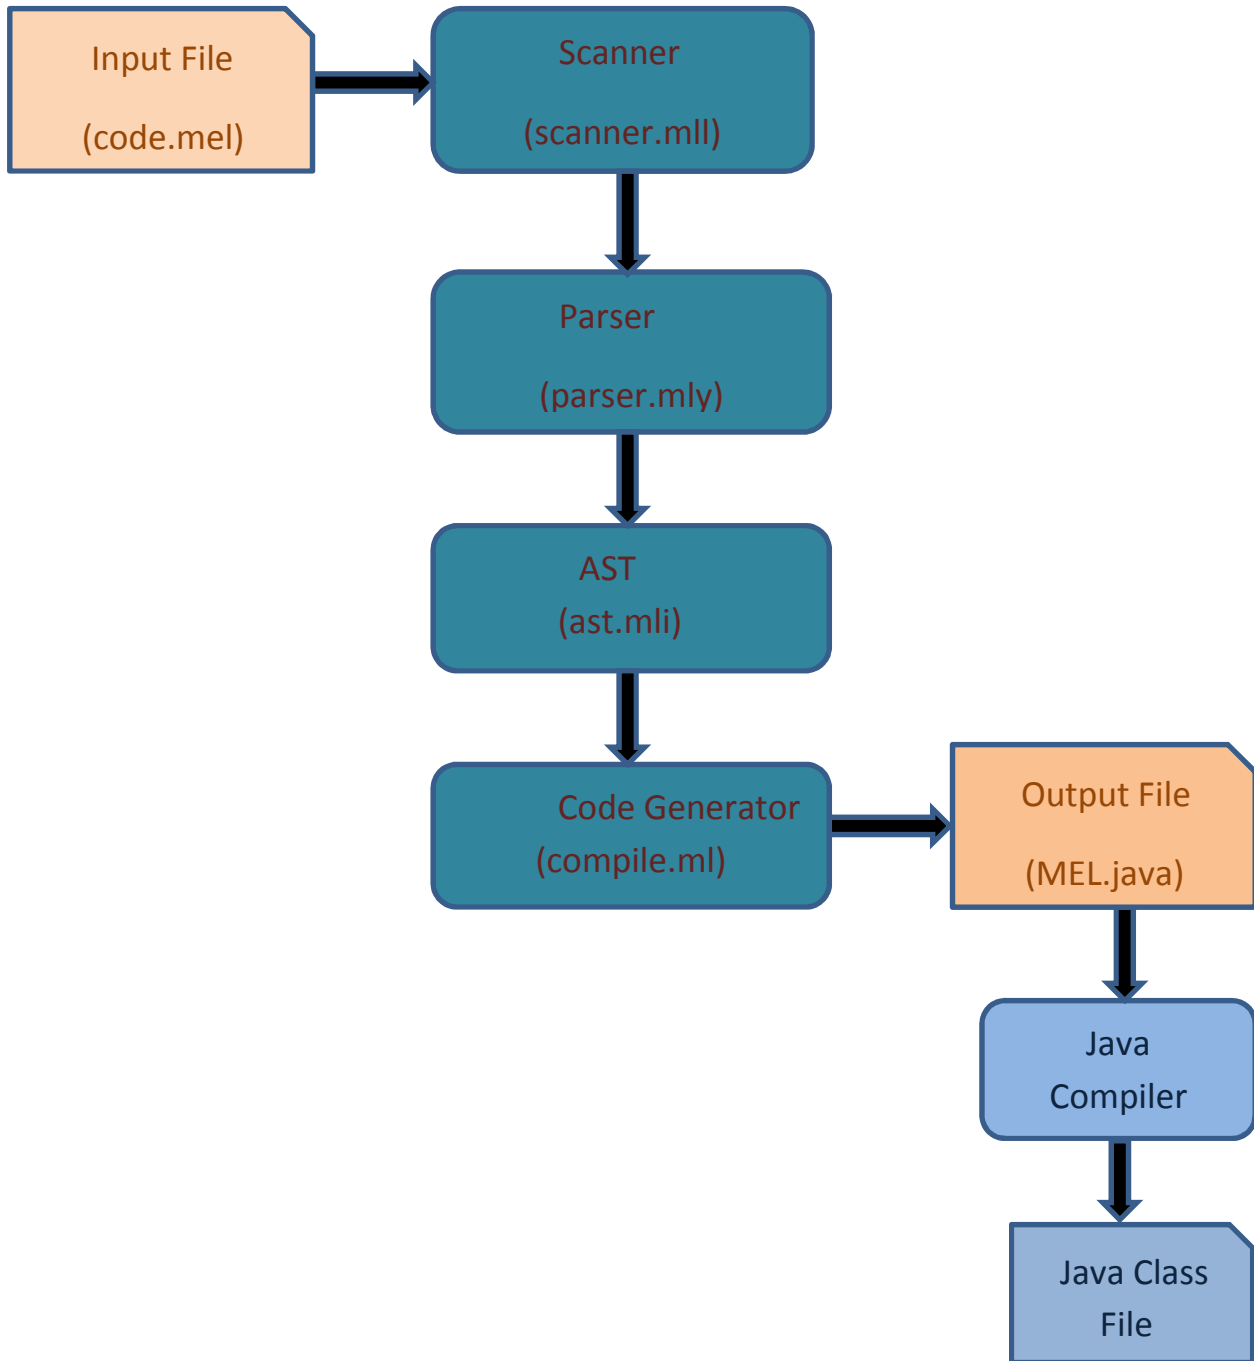 Input File
(code.mel)
Scanner
(scanner.mll)
Parser
(parser.mly)
AST
(ast.mli)
Code Generator
(compile.ml)
Output File
(MEL.java)
Java
Compiler
Java Class
File